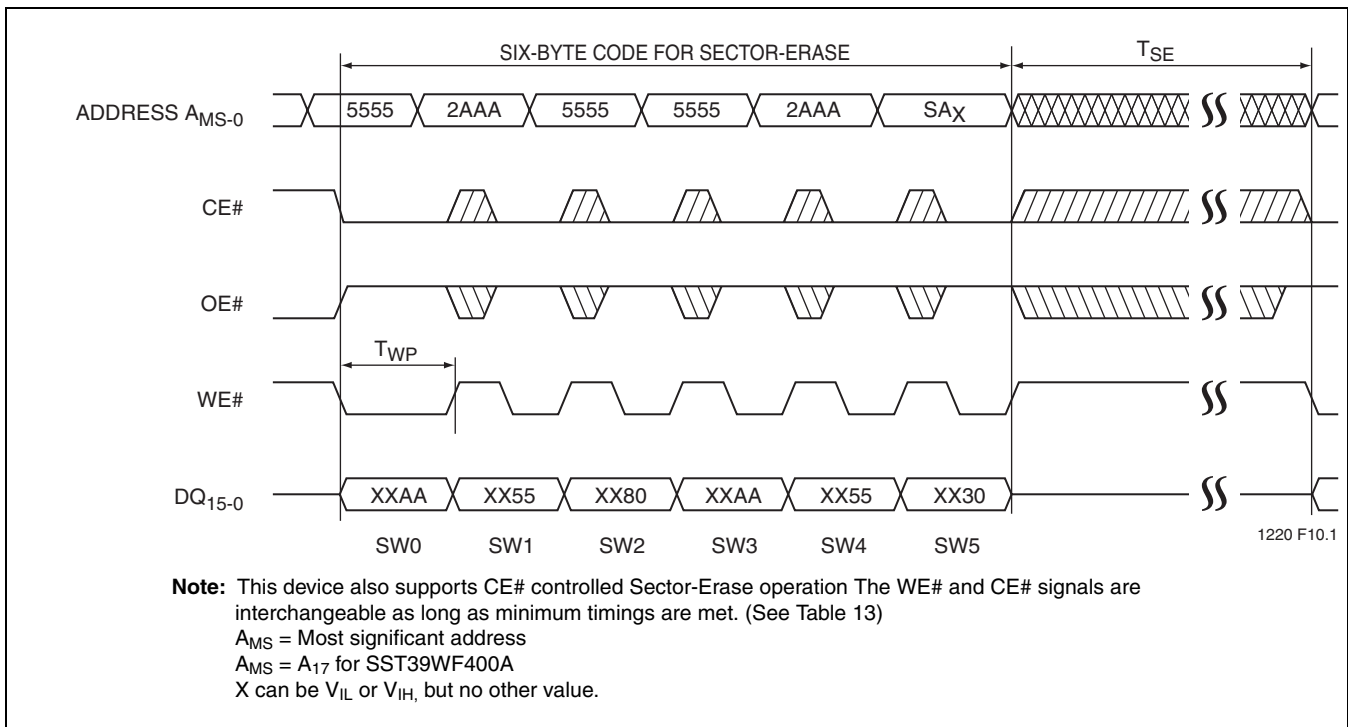 SIX-BYTE CODE FOR SECTOR-ERASE TSE
ADDRESS AMS-0 5555 2AAA 5555 5555 2AAA SAX
CE#
OE#
TWP
WE#
DQ15-0 XXAA XX55 XX80 XXAA XX55 XX30
SW0 SW1 SW2 SW3 SW4 SW5
1220 F10.1
Note: This device also supports CE# controlled Sector-Erase operation The WE# and CE# signals are
interchangeable as long as minimum timings are met. (See Table 13)
AMS = Most significant address
AMS = A17 for SST39WF400A
X can be VIL or VIH, but no other value.